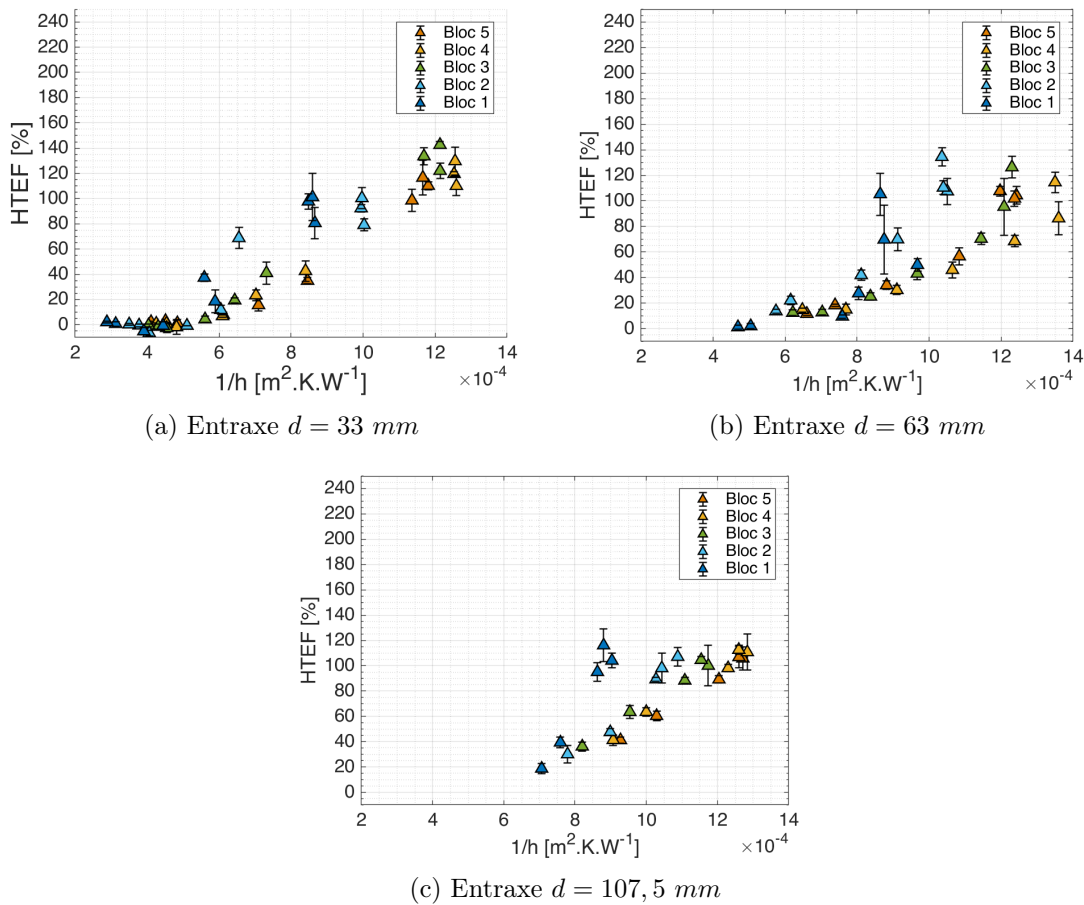 240
220
200
180
160
140
120
100
80
60
40
20
0
HTEF [%]
2 4 6 8 10 12 14
1/h [m².K.W⁻¹]
×10⁻⁴
Bloc 5
Bloc 4
Bloc 3
Bloc 2
Bloc 1
(a) Entraxe d = 33 mm
240
220
200
180
160
140
120
100
80
60
40
20
0
HTEF [%]
2 4 6 8 10 12 14
1/h [m².K.W⁻¹]
×10⁻⁴
Bloc 5
Bloc 4
Bloc 3
Bloc 2
Bloc 1
(b) Entraxe d = 63 mm
240
220
200
180
160
140
120
100
80
60
40
20
0
HTEF [%]
2 4 6 8 10 12 14
1/h [m².K.W⁻¹]
×10⁻⁴
Bloc 5
Bloc 4
Bloc 3
Bloc 2
Bloc 1
(c) Entraxe d = 107, 5 mm